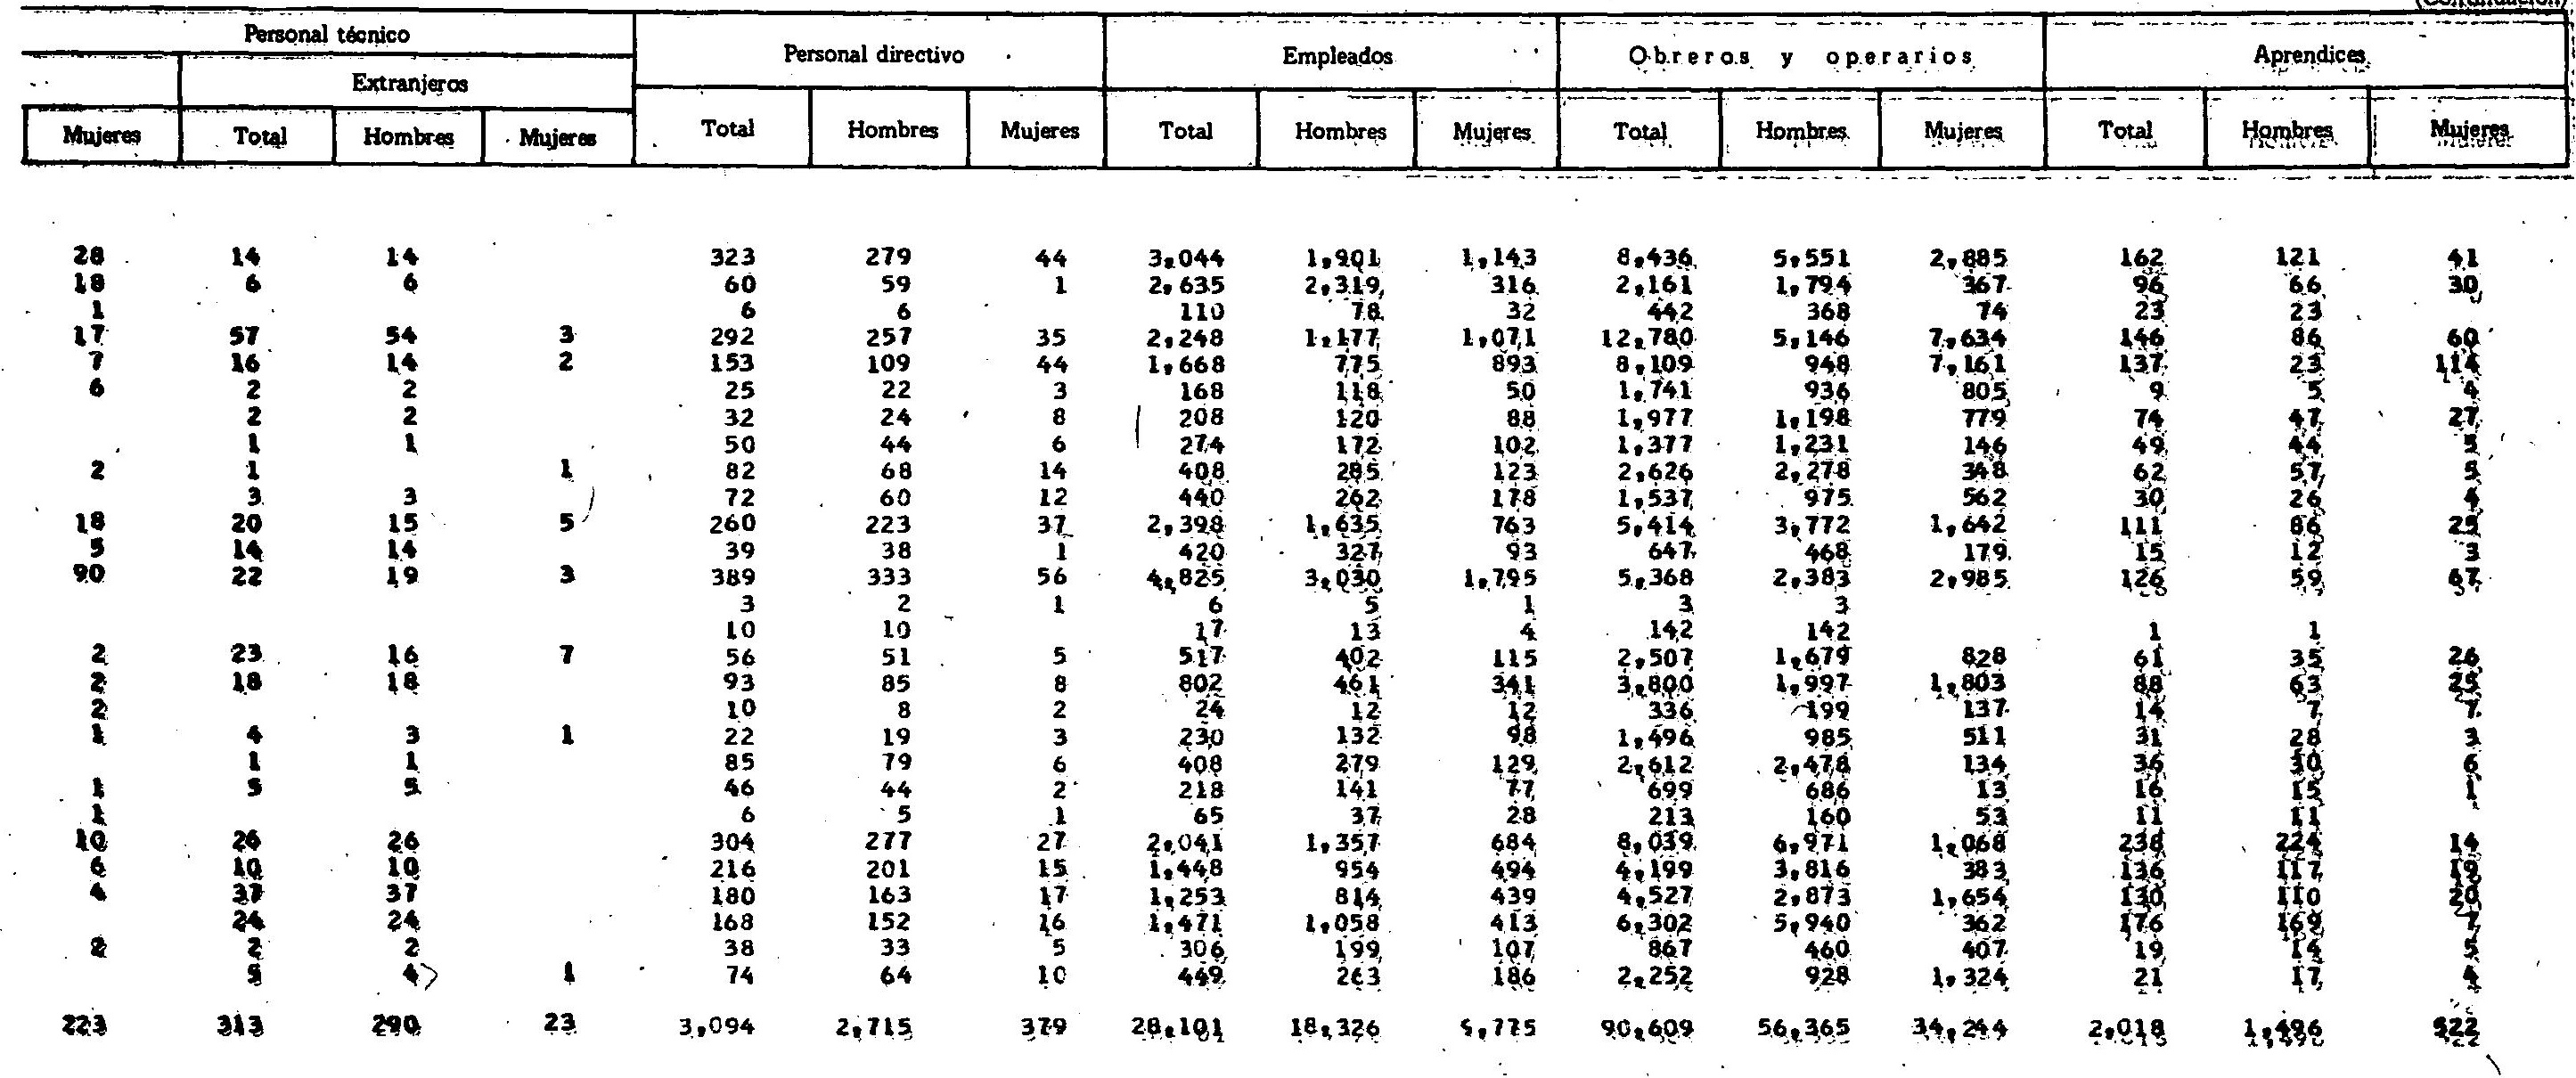 (Continuación)
Personal técnico
Personal directivo Empleados Obreros y operarios Aprendices
Extranjeros
Mujeres Total Hombres Mujeres Total Hombres Mujeres Total Hombres Mujeres Total Hombres Mujeres Total Hombres Mujeres
28 14 14 323 279 44 3,044 1,901 1,143 8,436 5,551 2,885 162 121 41
18 6 6 60 59 1 2,635 2,319 316 2,161 1,794 367 96 66 30
1 6 6 110 78 32 442 368 74 23 23
17 57 54 3 292 257 35 2,248 1,177 1,071 12,780 5,146 7,634 146 86 60
7 16 14 2 153 109 44 1,668 775 893 8,109 948 7,161 137 23 114
6 2 2 25 22 3 168 118 50 1,741 936 805 9 5 4
2 2 32 24 8 208 120 88 1,977 1,198 779 74 47 27
1 1 50 44 6 274 172 102 1,377 1,231 146 49 44 5
2 1 1 82 68 14 408 285 123 2,626 2,278 348 62 57 5
3 3 72 60 12 440 262 178 1,537 975 562 30 26 4
18 20 15 5 260 223 37 2,398 1,635 763 5,414 3,772 1,642 111 86 25
5 14 14 39 38 1 420 327 93 647 468 179 15 12 3
90 22 19 3 389 333 56 4,825 3,030 1,795 5,368 2,383 2,985 126 59 67
3 2 1 6 5 1 3 3
10 10 17 13 4 142 142 1 1
2 23 16 7 56 51 5 517 402 115 2,507 1,679 828 61 35 26
2 18 18 93 85 8 802 461 341 3,800 1,997 1,803 88 63 25
2 10 8 2 24 12 12 336 199 137 14 7 7
1 4 3 1 22 19 3 230 132 98 1,496 985 511 31 28 3
1 1 85 79 6 408 279 129 2,612 2,478 134 36 30 6
1 5 5 46 44 2 218 141 77 699 686 13 16 15 1
1 6 5 1 65 37 28 213 160 53 11 11
10 26 26 304 277 27 2,041 1,357 684 8,039 6,971 1,068 238 224 14
6 10 10 216 201 15 1,448 954 494 4,199 3,816 383 136 117 19
4 37 37 180 163 17 1,253 814 439 4,527 2,873 1,654 130 110 20
24 24 168 152 16 1,471 1,058 413 6,302 5,940 362 176 169 7
2 2 2 38 33 5 306 199 107 867 460 407 19 14 5
5 4 1 74 64 10 449 263 186 2,252 928 1,324 21 17 4
223 313 290 23 3,094 2,715 379 28,101 18,326 9,775 90,609 56,365 34,244 2,018 1,496 522